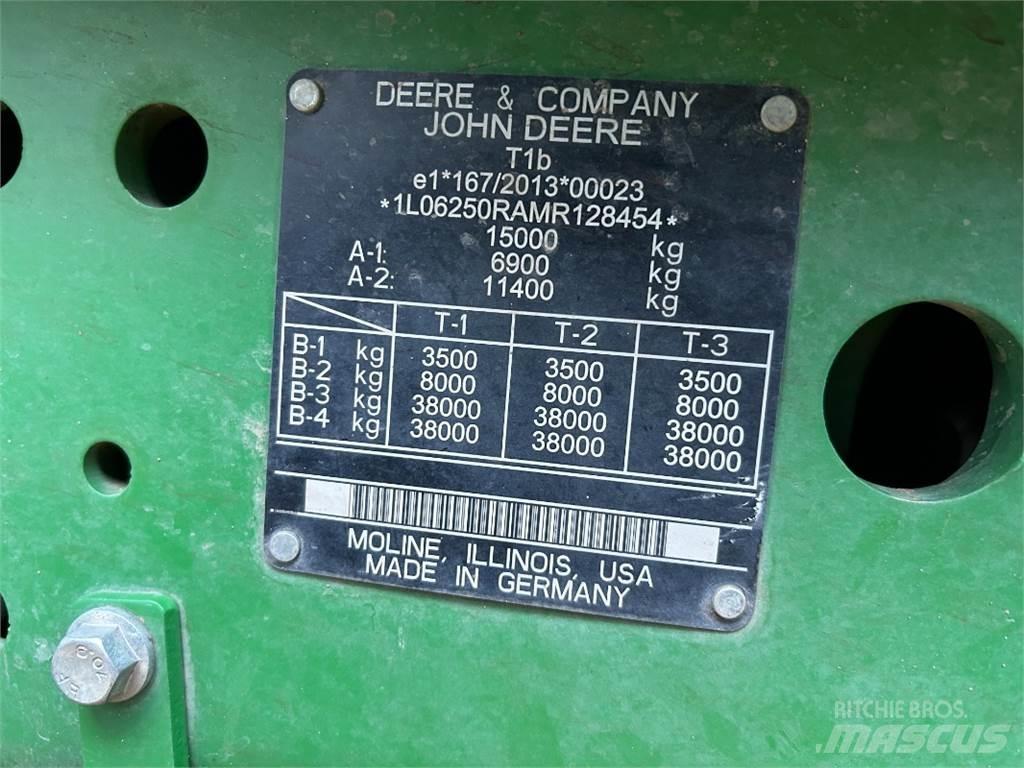 DEERE & COMPANY
JOHN DEERE
T1b
e1*167/2013*00023
*1L06250RAMR128454*
15000 kg
A-1: 6900 kg
A-2: 11400 kg
T-1 T-2 T-3
B-1 kg 3500 3500 3500
B-2 kg 8000 8000 8000
B-3 kg 38000 38000 38000
B-4 kg 38000 38000 38000
MOLINE, ILLINOIS, USA
MADE IN GERMANY
10.9
RITCHIE BROS.
MASCUS